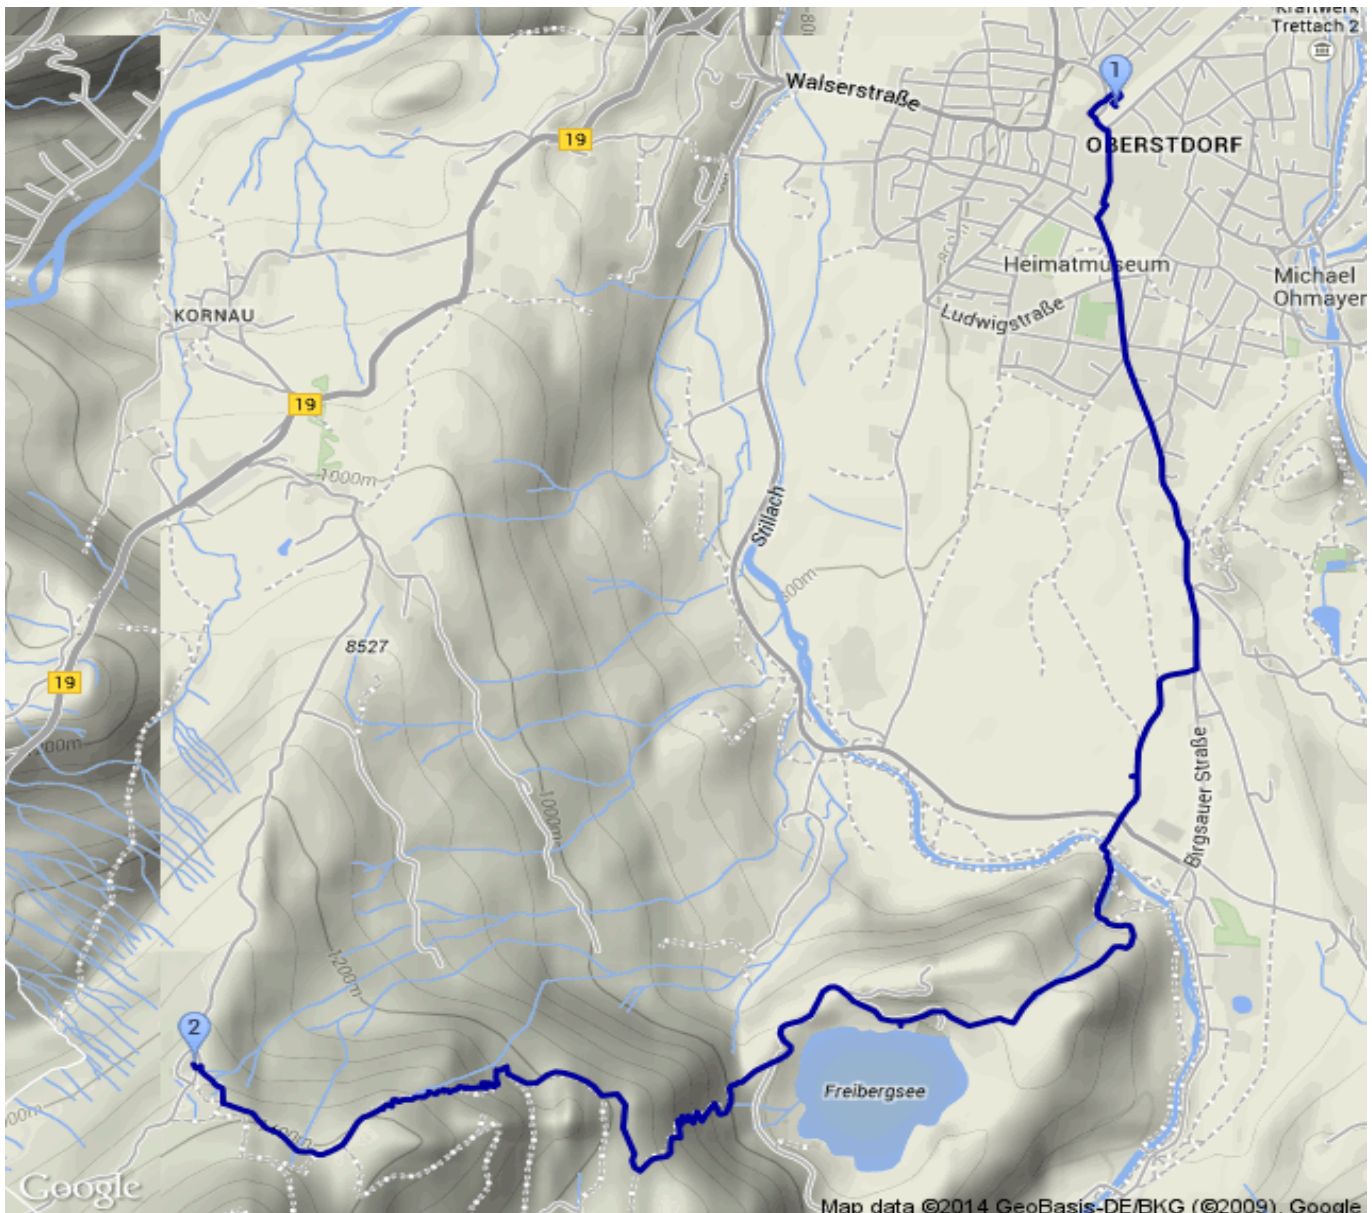 Kraftwerk
Trettach 2
1
Walserstraße
19
OBERSTDORF
Heimatmuseum
Michael
Ohmayer
KORNAU
Ludwigstraße
19
1000m
Stillach
800m
8527
19
1000m
Birgsauer Straße
1200m
2
Freibergsee
Google
Map data ©2014 GeoBasis-DE/BKG (©2009), Google